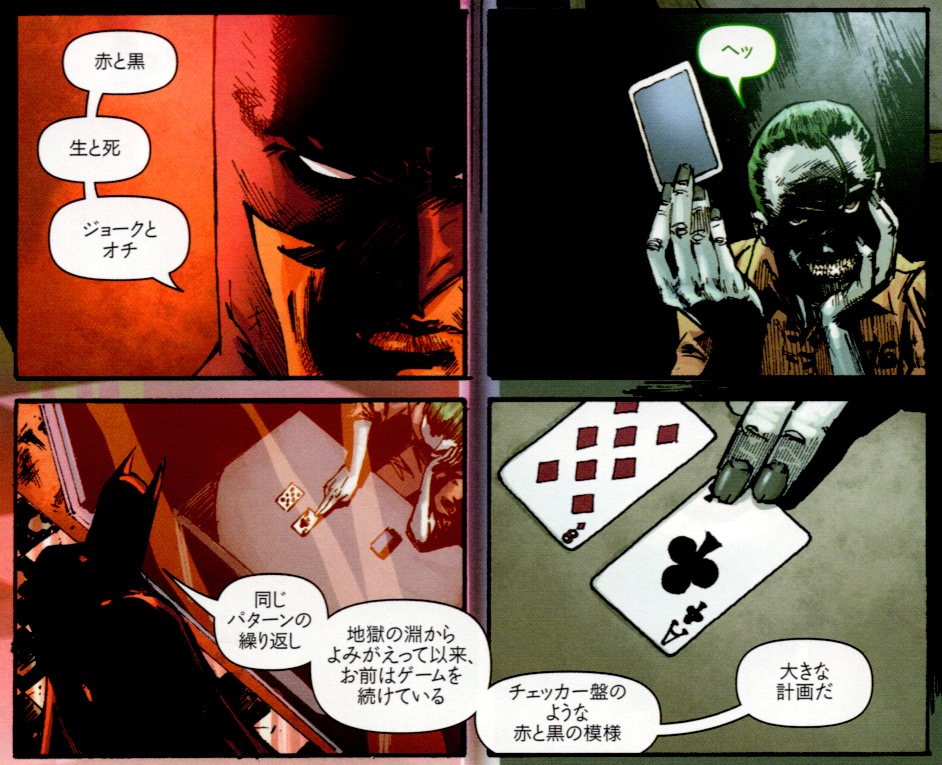 赤と黒
生と死
ジョークと
オチ
ヘッ
同じ
パターンの
繰り返し
地獄の淵から
よみがえって以来、
お前はゲームを
続けている
チェッカー盤の
ような
赤と黒の模様
大きな
計画だ
8
A